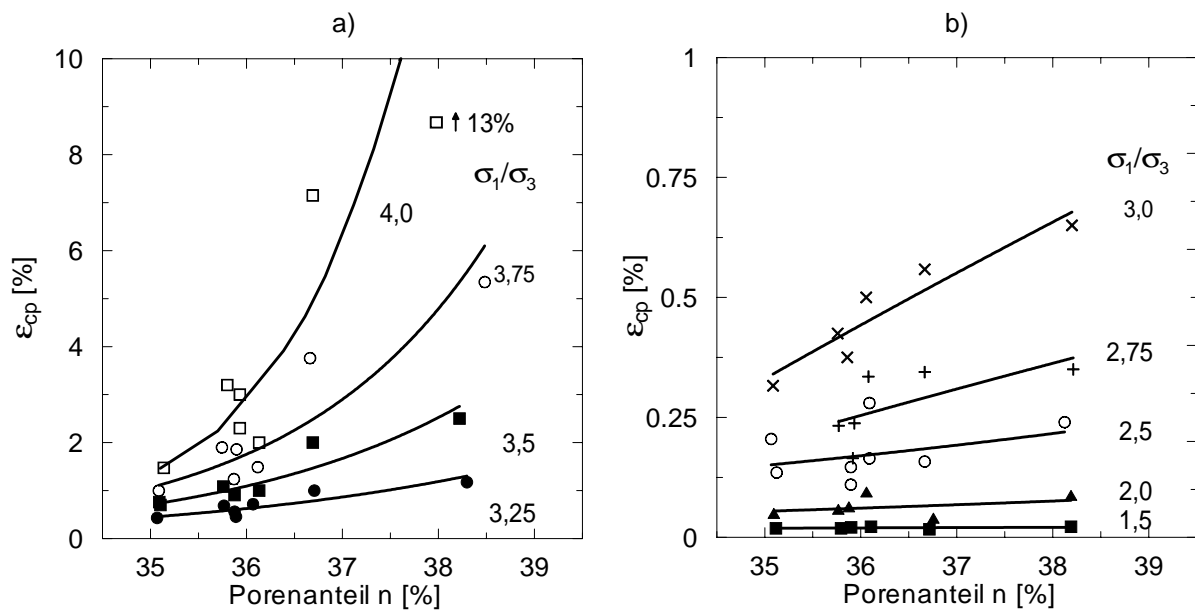 a)
10
8
6
4
2
0
ε_cp [%]
13%
σ₁/σ₃
4,0
3,75
3,5
3,25
35 36 37 38 39
Porenanteil n [%]
b)
1
0.75
0.5
0.25
0
ε_cp [%]
σ₁/σ₃
3,0
2,75
2,5
2,0
1,5
35 36 37 38 39
Porenanteil n [%]